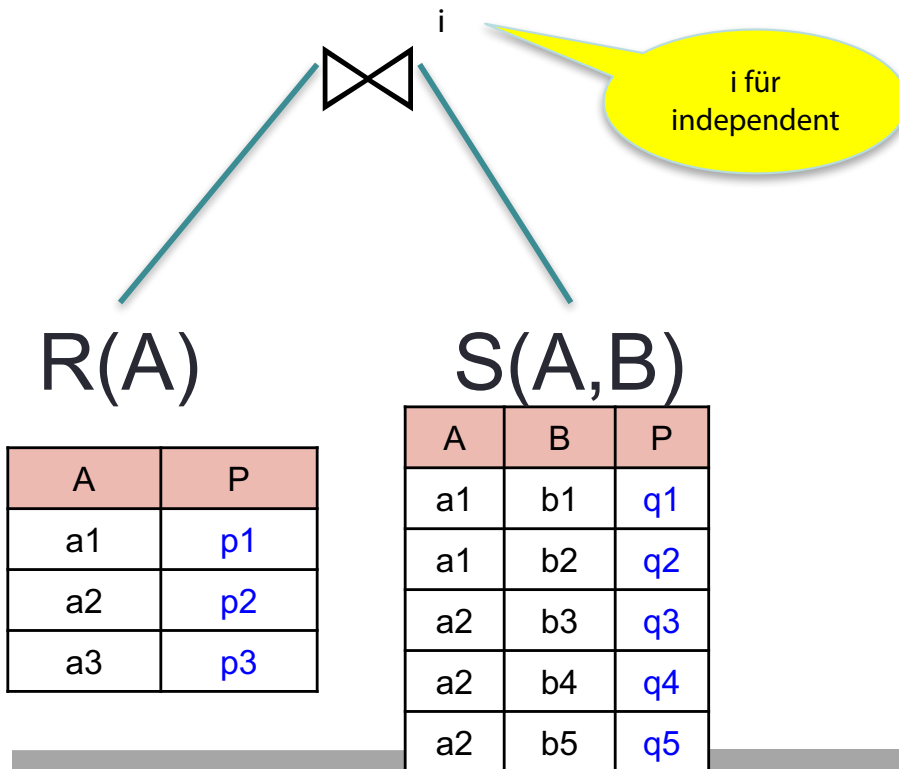 i
i für
independent
R(A)
S(A,B)
A P
a1 p1
a2 p2
a3 p3
A B P
a1 b1 q1
a1 b2 q2
a2 b3 q3
a2 b4 q4
a2 b5 q5